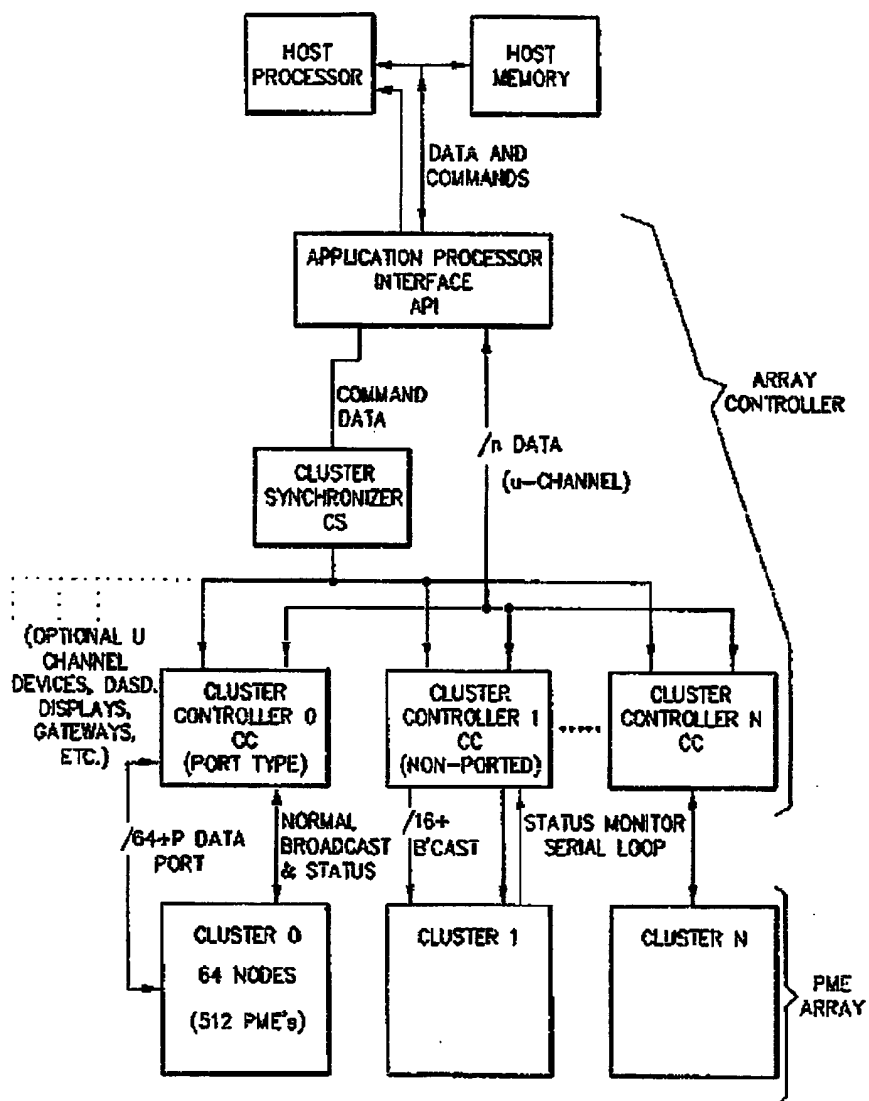 HOST
PROCESSOR
HOST
MEMORY
DATA AND
COMMANDS
APPLICATION PROCESSOR
INTERFACE
API
ARRAY
CONTROLLER
COMMAND
DATA
/n DATA
(u-CHANNEL)
CLUSTER
SYNCHRONIZER
CS
(OPTIONAL U
CHANNEL
DEVICES, DASD.
DISPLAYS,
GATEWAYS,
ETC.)
CLUSTER
CONTROLLER 0
CC
(PORT TYPE)
CLUSTER
CONTROLLER 1
CC
(NON-PORTED)
CLUSTER
CONTROLLER N
CC
/64+P DATA
PORT
NORMAL
BROADCAST
& STATUS
/16+
B'CAST
STATUS MONITOR
SERIAL LOOP
CLUSTER 0
64 NODES
(512 PME's)
CLUSTER 1
CLUSTER N
PME
ARRAY